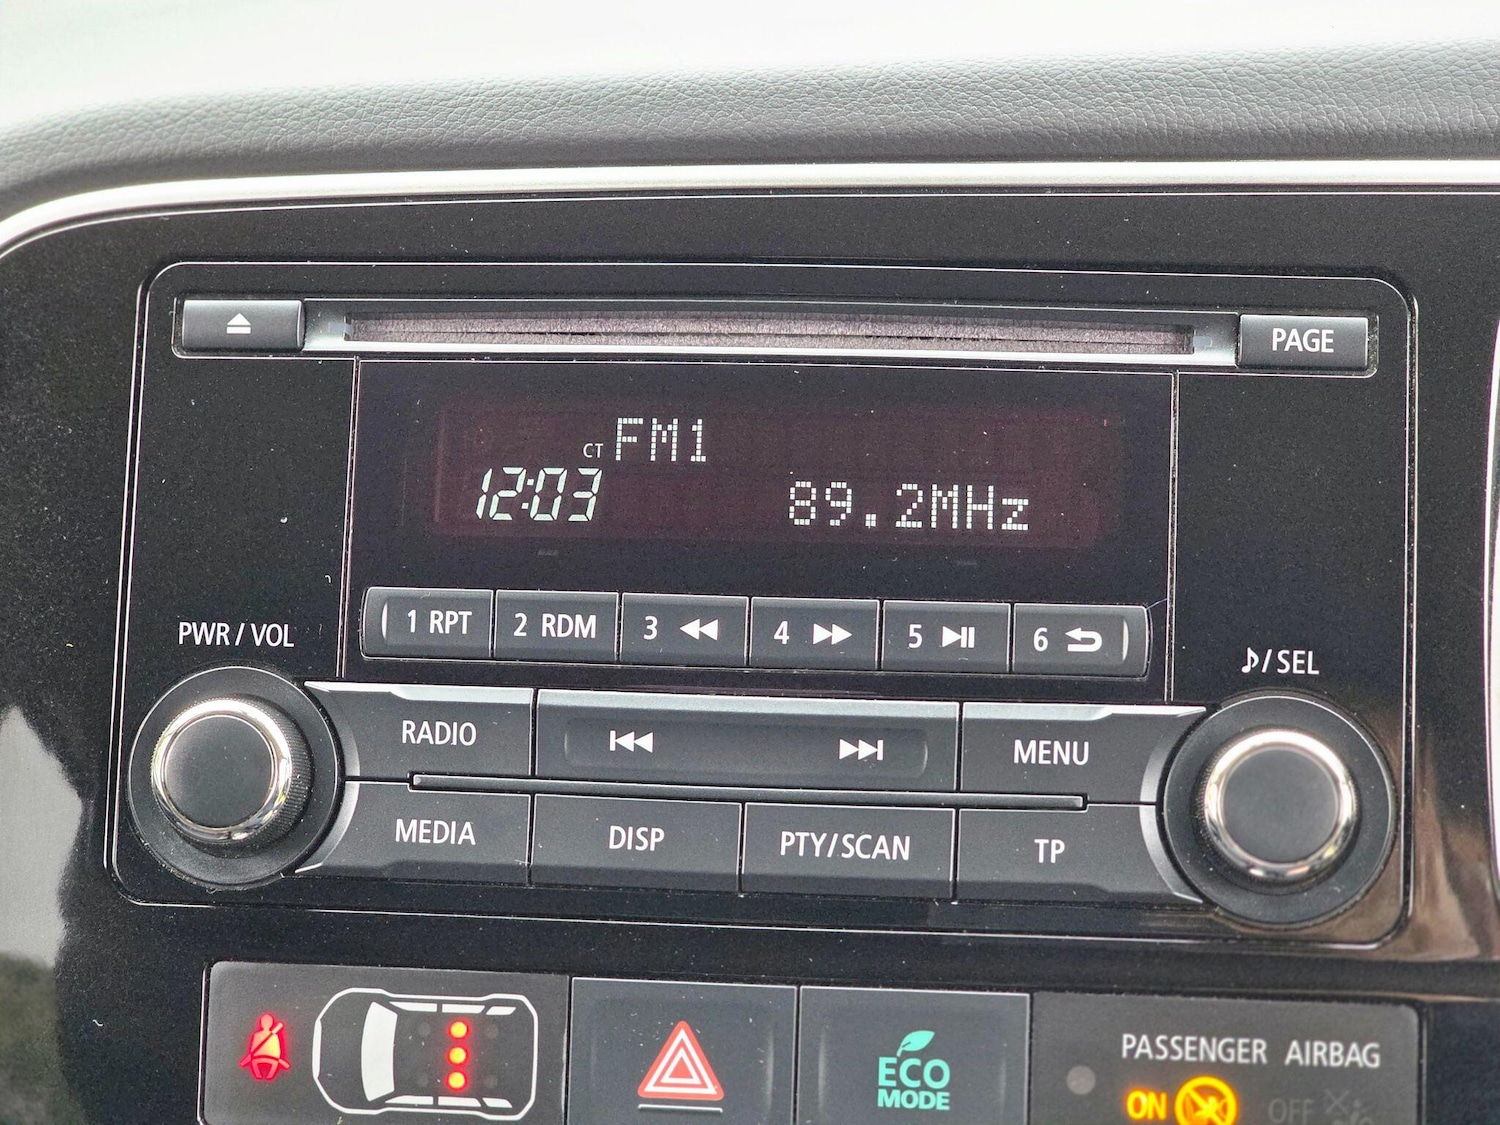 PAGE
CT FM1
12:03 89.2MHz
1 RPT 2 RDM 3 4 5 6
PWR / VOL
/ SEL
RADIO MENU
MEDIA DISP PTY/SCAN TP
ECO
MODE
PASSENGER AIRBAG
ON OFF